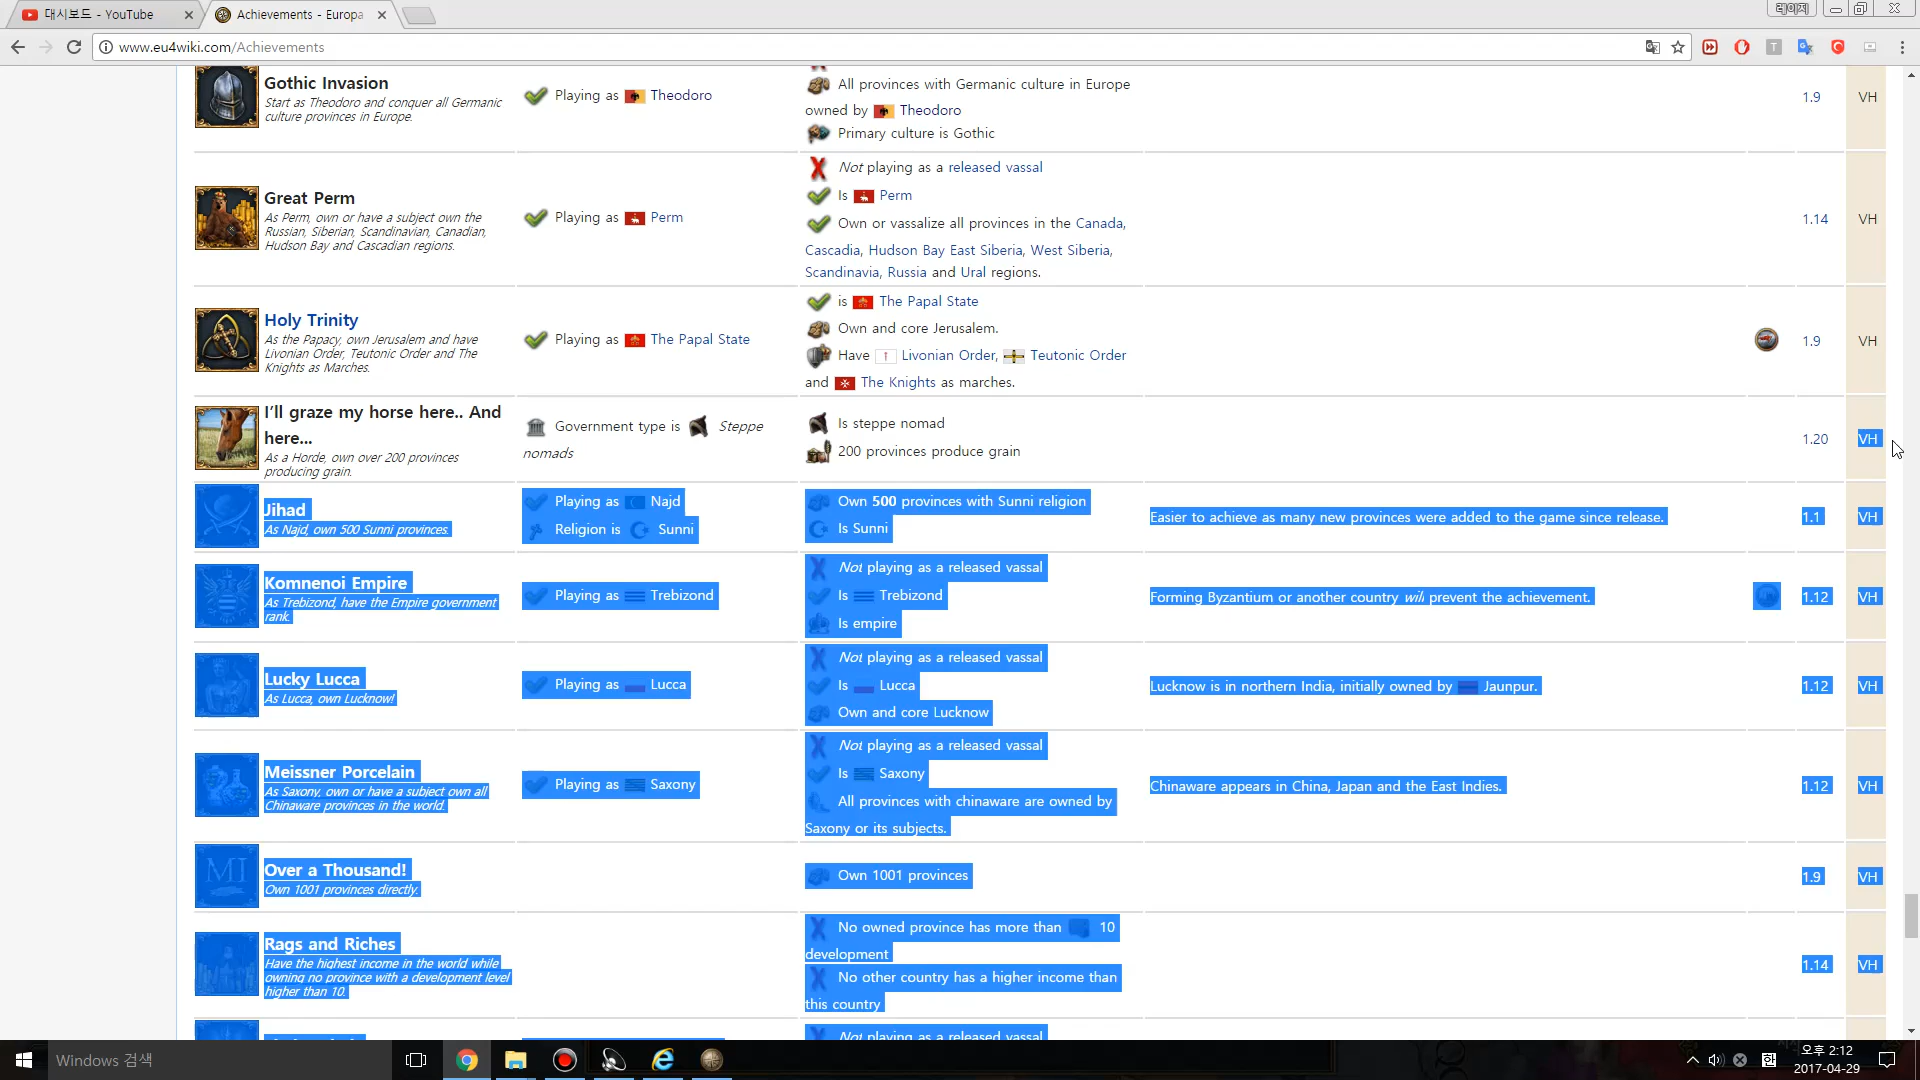 대시보드 - YouTube
Achievements - Europa
레이지
www.eu4wiki.com/Achievements
Gothic Invasion
Start as Theodoro and conquer all Germanic
culture provinces in Europe.
Playing as Theodoro
All provinces with Germanic culture in Europe
owned by Theodoro
Primary culture is Gothic
1.9
VH
Great Perm
As Perm, own or have a subject own the
Russian, Siberian, Scandinavian, Canadian,
Hudson Bay and Cascadian regions.
Playing as Perm
Not playing as a released vassal
Is Perm
Own or vassalize all provinces in the Canada,
Cascadia, Hudson Bay East Siberia, West Siberia,
Scandinavia, Russia and Ural regions.
1.14
VH
Holy Trinity
As the Papacy, own Jerusalem and have
Livonian Order, Teutonic Order and The
Knights as Marches.
Playing as The Papal State
is The Papal State
Own and core Jerusalem.
Have Livonian Order, Teutonic Order
and The Knights as marches.
1.9
VH
I'll graze my horse here.. And
here...
As a Horde, own over 200 provinces
producing grain.
Government type is Steppe
nomads
Is steppe nomad
200 provinces produce grain
1.20
VH
Jihad
As Najd, own 500 Sunni provinces.
Playing as Najd
Religion is Sunni
Own 500 provinces with Sunni religion
Is Sunni
Easier to achieve as many new provinces were added to the game since release.
1.1
VH
Komnenoi Empire
As Trebizond, have the Empire government
rank.
Playing as Trebizond
Not playing as a released vassal
Is Trebizond
Is empire
Forming Byzantium or another country will prevent the achievement.
1.12
VH
Lucky Lucca
As Lucca, own Lucknow!
Playing as Lucca
Not playing as a released vassal
Is Lucca
Own and core Lucknow
Lucknow is in northern India, initially owned by Jaunpur.
1.12
VH
Meissner Porcelain
As Saxony, own or have a subject own all
Chinaware provinces in the world.
Playing as Saxony
Not playing as a released vassal
Is Saxony
All provinces with chinaware are owned by
Saxony or its subjects.
Chinaware appears in China, Japan and the East Indies.
1.12
VH
MI
Over a Thousand!
Own 1001 provinces directly.
Own 1001 provinces
1.9
VH
Rags and Riches
Have the highest income in the world while
owning no province with a development level
higher than 10.
No owned province has more than 10
development
No other country has a higher income than
this country
1.14
VH
Not playing as a released vassal
Windows 검색
한
오후 2:12
2017-04-29